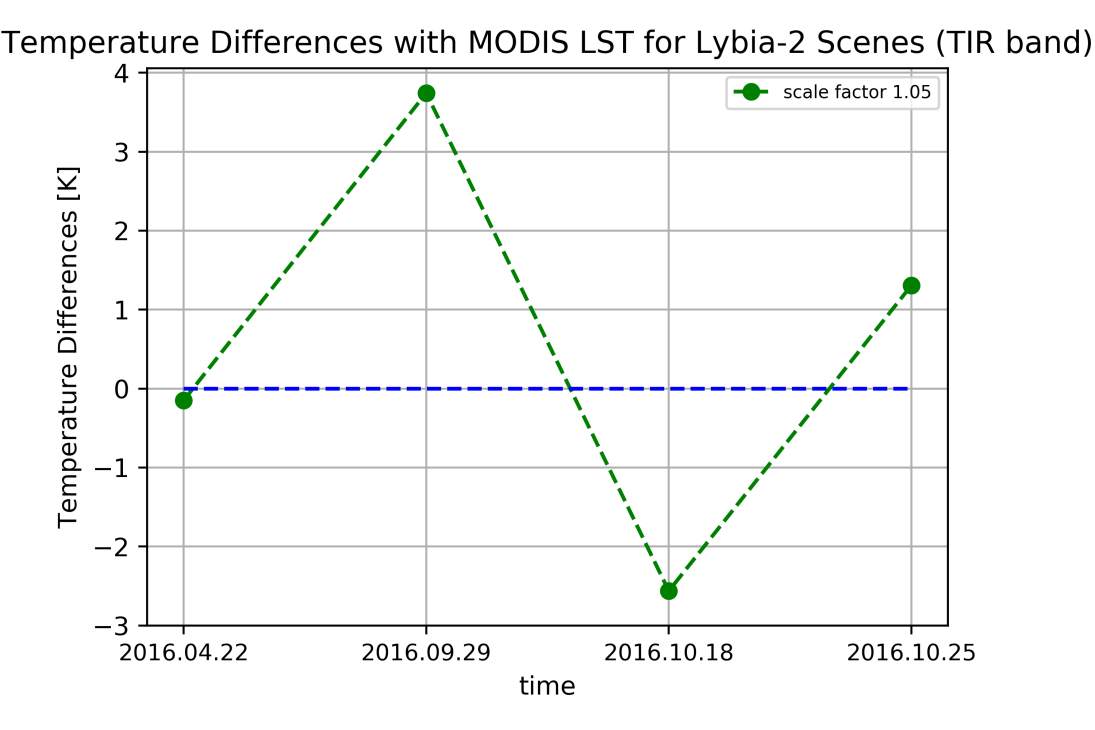 Temperature Differences with MODIS LST for Lybia-2 Scenes (TIR band)
scale factor 1.05
Temperature Differences [K]
4
3
2
1
0
−1
−2
−3
2016.04.22 2016.09.29 2016.10.18 2016.10.25
time